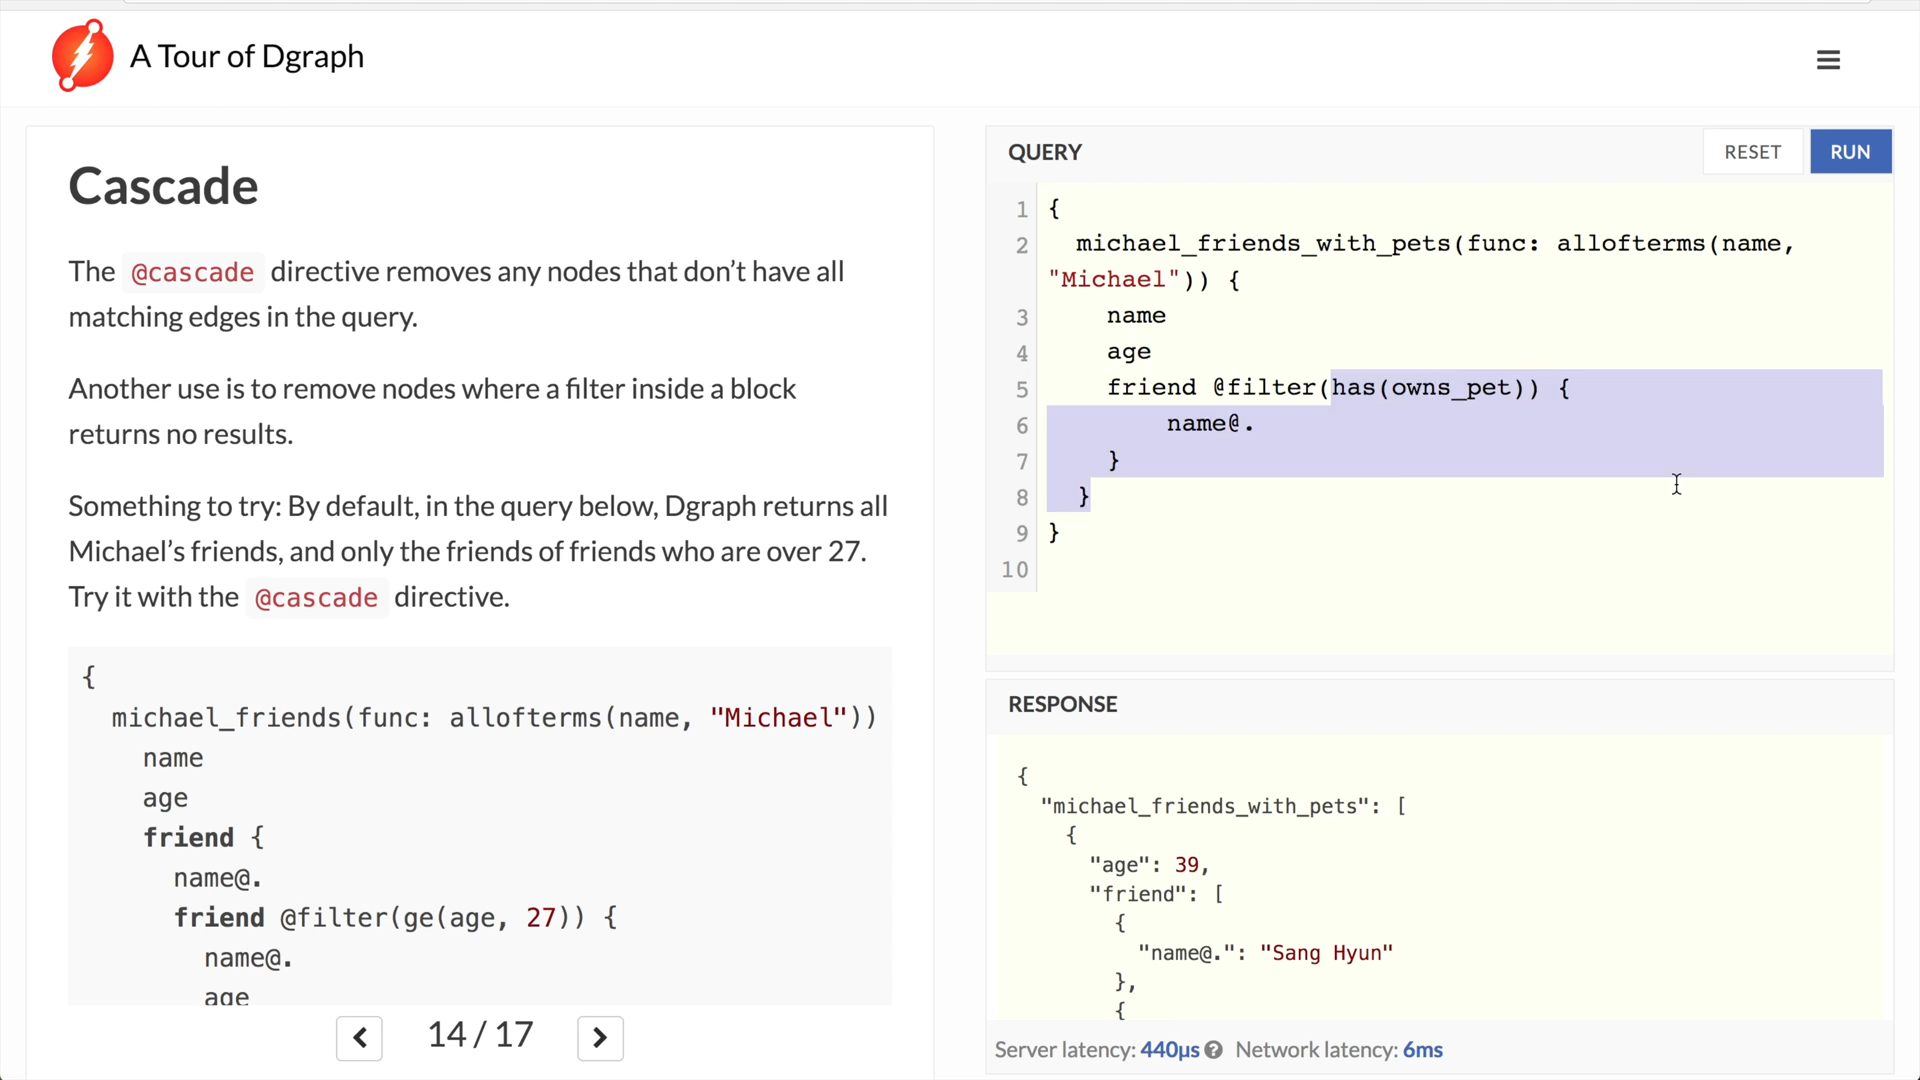 A Tour of Dgraph
Cascade
The @cascade directive removes any nodes that don’t have all
matching edges in the query.
Another use is to remove nodes where a filter inside a block
returns no results.
Something to try: By default, in the query below, Dgraph returns all
Michael’s friends, and only the friends of friends who are over 27.
Try it with the @cascade directive.
{
michael_friends(func: allofterms(name, "Michael"))
name
age
friend {
name@.
friend @filter(ge(age, 27)) {
name@.
age
14 / 17
QUERY
RESET
RUN
1 {
2 michael_friends_with_pets(func: allofterms(name,
"Michael")) {
3 name
4 age
5 friend @filter(has(owns_pet)) {
6 name@.
7 }
8 }
9 }
10
RESPONSE
{
"michael_friends_with_pets": [
{
"age": 39,
"friend": [
{
"name@.": "Sang Hyun"
},
{
Server latency: 440µs ? Network latency: 6ms